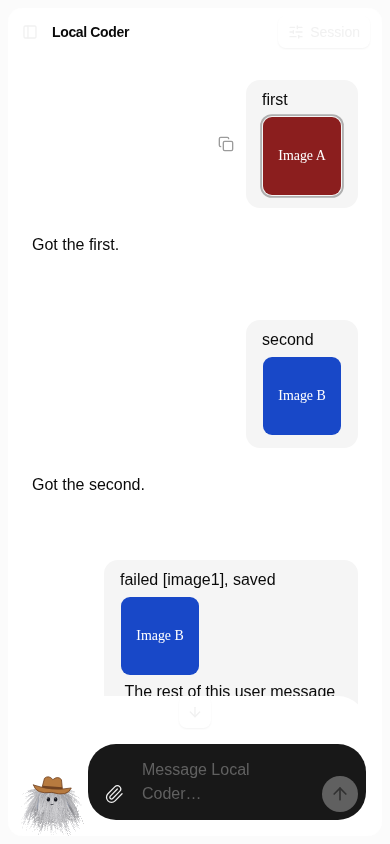 Local Coder
Session
first
Image A
Got the first.
second
Image B
Got the second.
failed [image1], saved
Image B
The rest of this user message
Message Local
Coder…